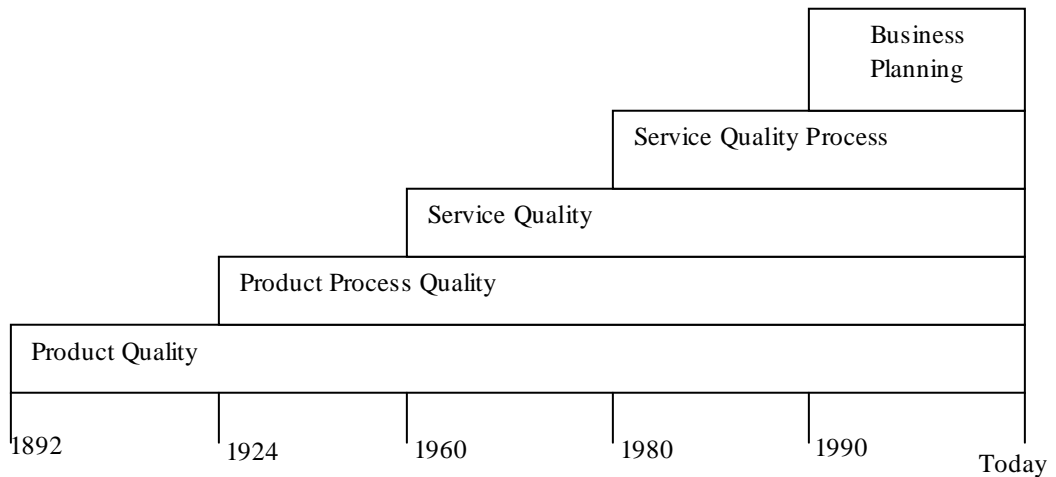 Business
Planning
Service Quality Process
Service Quality
Product Process Quality
Product Quality
1892
1924
1960
1980
1990
Today